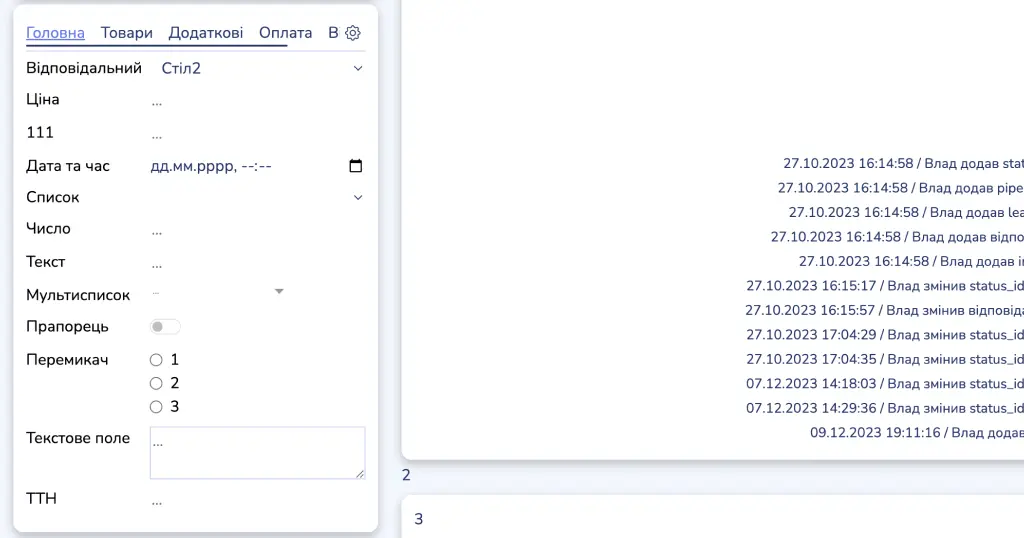 Головна Товари Додаткові Оплата В
Відповідальний Стіл2
Ціна ...
111 ...
Дата та час дд.мм.рррр, --:--
Список
Число ...
Текст ...
Мультисписок ...
Прапорець
Перемикач 1
2
3
Текстове поле ...
ТТН ...
27.10.2023 16:14:58 / Влад додав stat
27.10.2023 16:14:58 / Влад додав pipe
27.10.2023 16:14:58 / Влад додав lea
27.10.2023 16:14:58 / Влад додав відпо
27.10.2023 16:14:58 / Влад додав
27.10.2023 16:15:17 / Влад змінив status_id
27.10.2023 16:15:57 / Влад змінив відповіда
27.10.2023 17:04:29 / Влад змінив status_id
27.10.2023 17:04:35 / Влад змінив status_id
07.12.2023 14:18:03 / Влад змінив status_id
07.12.2023 14:29:36 / Влад змінив status_id
09.12.2023 19:11:16 / Влад додав
2
3